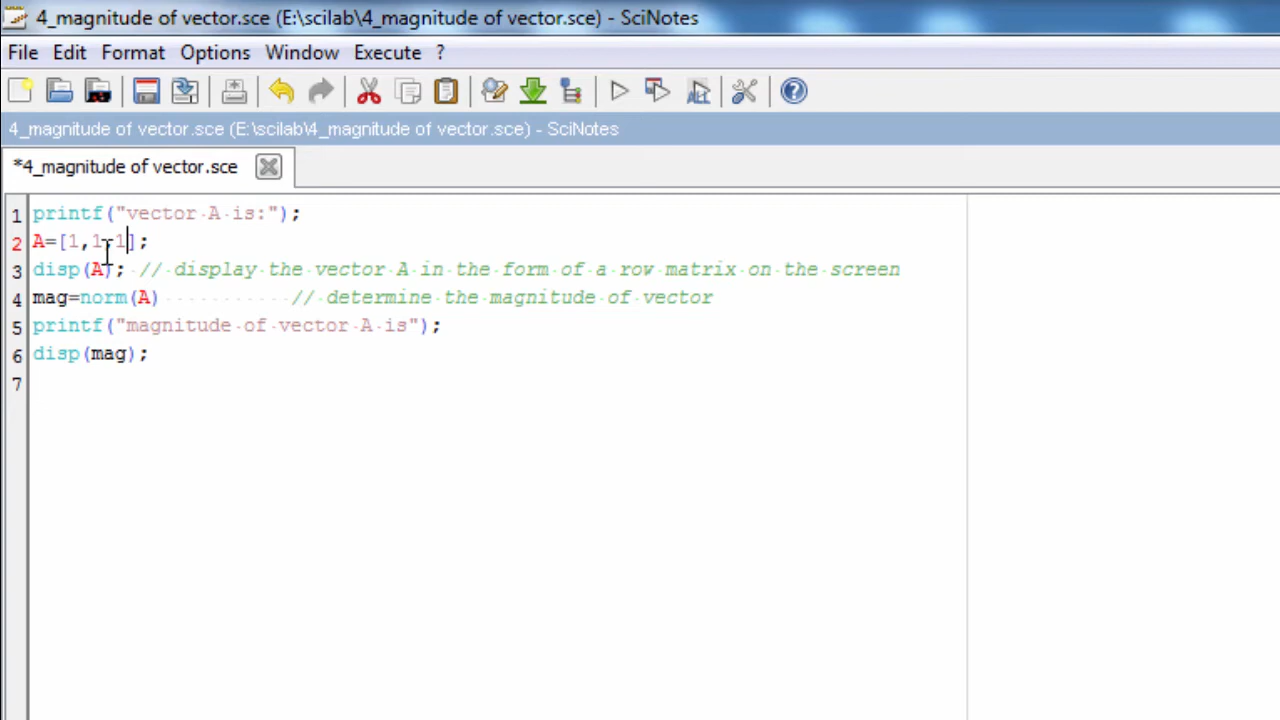 4_magnitude of vector.sce (E:\scilab\4_magnitude of vector.sce) - SciNotes
File Edit Format Options Window Execute ?
4_magnitude of vector.sce (E:\scilab\4_magnitude of vector.sce) - SciNotes
*4_magnitude of vector.sce
1 printf("vector A is:");
2 A=[1,1,1];
3 disp(A); // display the vector A in the form of a row matrix on the screen
4 mag=norm(A) // determine the magnitude of vector
5 printf("magnitude of vector A is");
6 disp(mag);
7